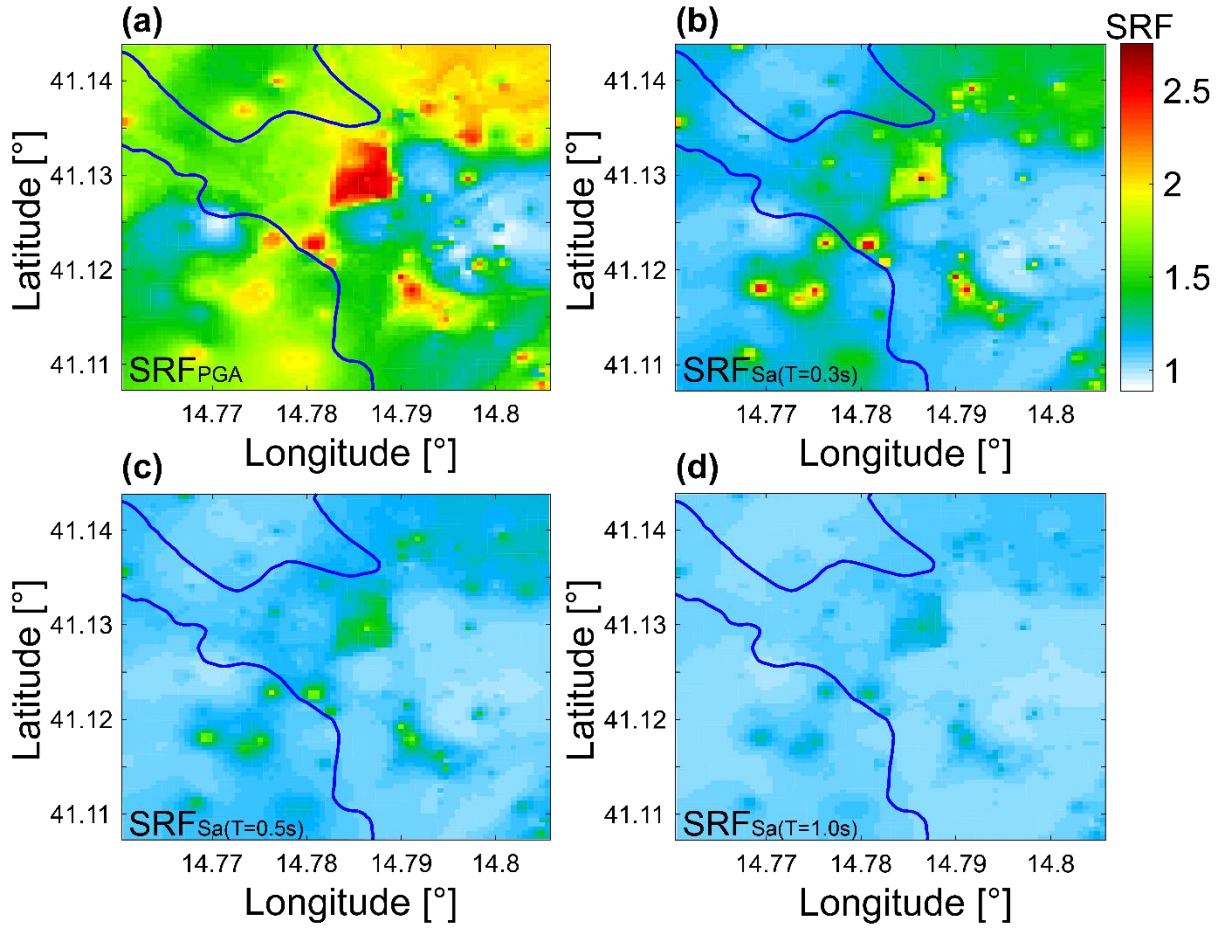 (a)
(b)
SRF
41.14
41.13
41.12
41.11
Latitude [°]
SRFPGA
14.77 14.78 14.79 14.8
Longitude [°]
41.14
41.13
41.12
41.11
Latitude [°]
SRFSa(T=0.3s)
14.77 14.78 14.79 14.8
Longitude [°]
2.5
2
1.5
1
(c)
(d)
41.14
41.13
41.12
41.11
Latitude [°]
SRFSa(T=0.5s)
14.77 14.78 14.79 14.8
Longitude [°]
41.14
41.13
41.12
41.11
Latitude [°]
SRFSa(T=1.0s)
14.77 14.78 14.79 14.8
Longitude [°]